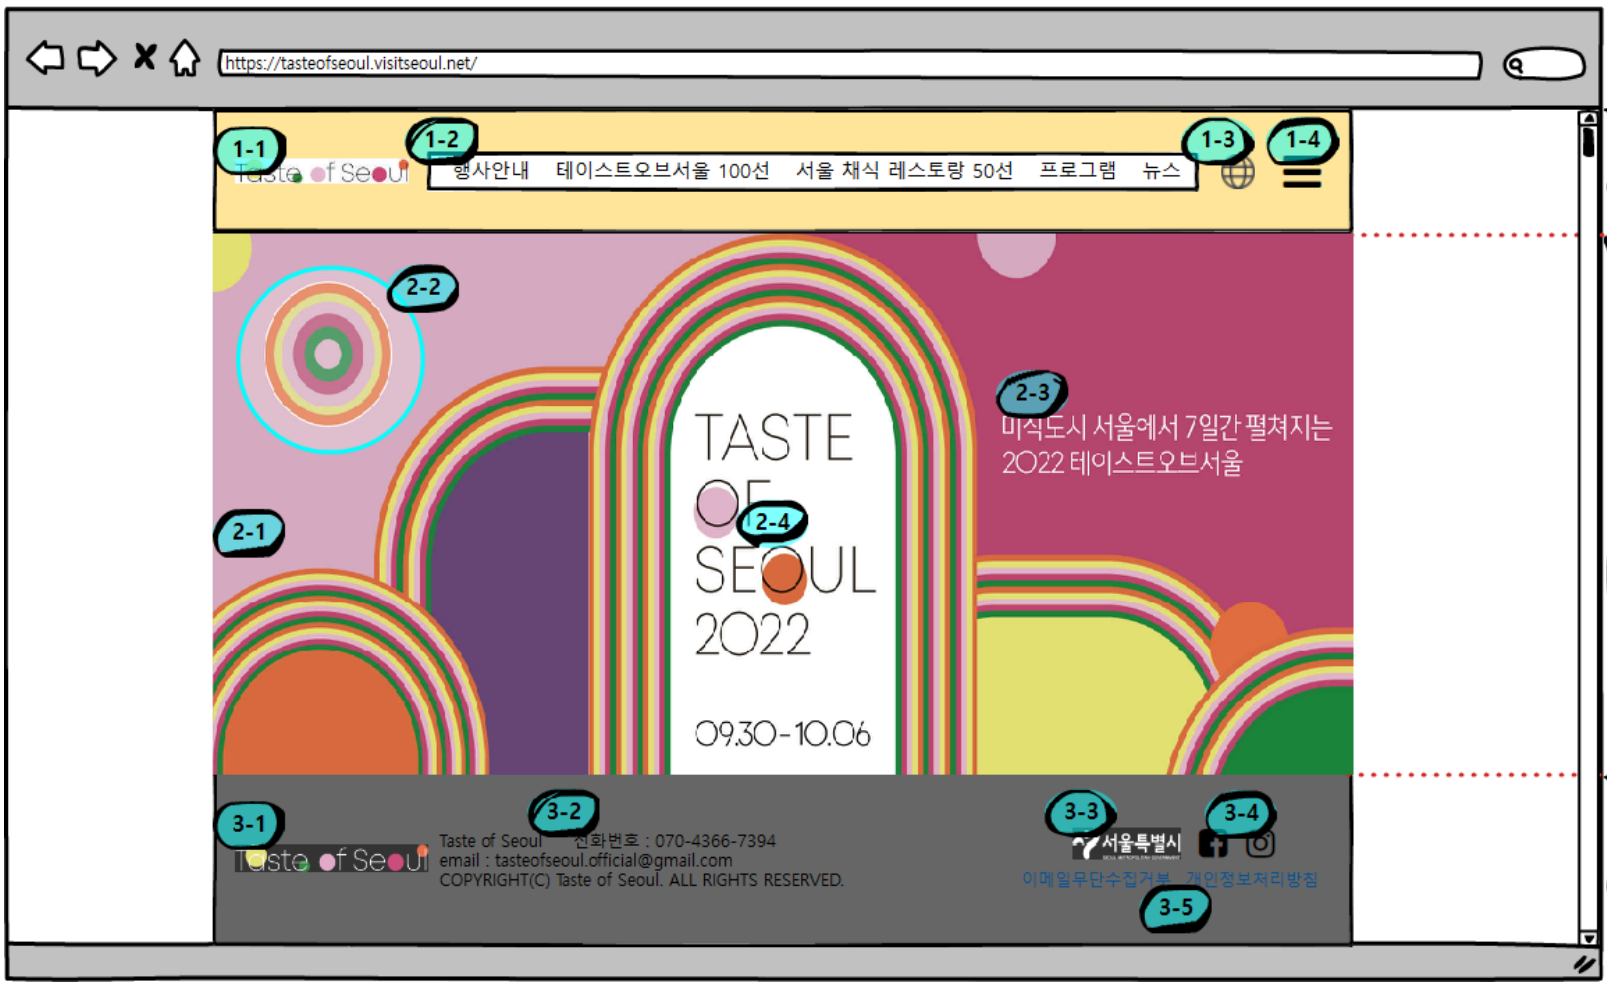 https://tasteofseoul.visitseoul.net/
1-1
1-2
1-3
1-4
Taste of Seoul
행사안내 테이스트오브서울 100선 서울 채식 레스토랑 50선 프로그램 뉴스
2-2
2-3
미식도시 서울에서 7일간 펼쳐지는
2022 테이스트오브서울
2-1
TASTE
OF
2-4
SEOUL
2022
09.30-10.06
3-1
3-2
3-3
3-4
Taste of Seoul
Taste of Seoul 전화번호 : 070-4366-7394
email : tasteofseoul.official@gmail.com
COPYRIGHT(C) Taste of Seoul. ALL RIGHTS RESERVED.
서울특별시
SEOUL METROPOLITAN GOVERNMENT
이메일무단수집거부 개인정보처리방침
3-5